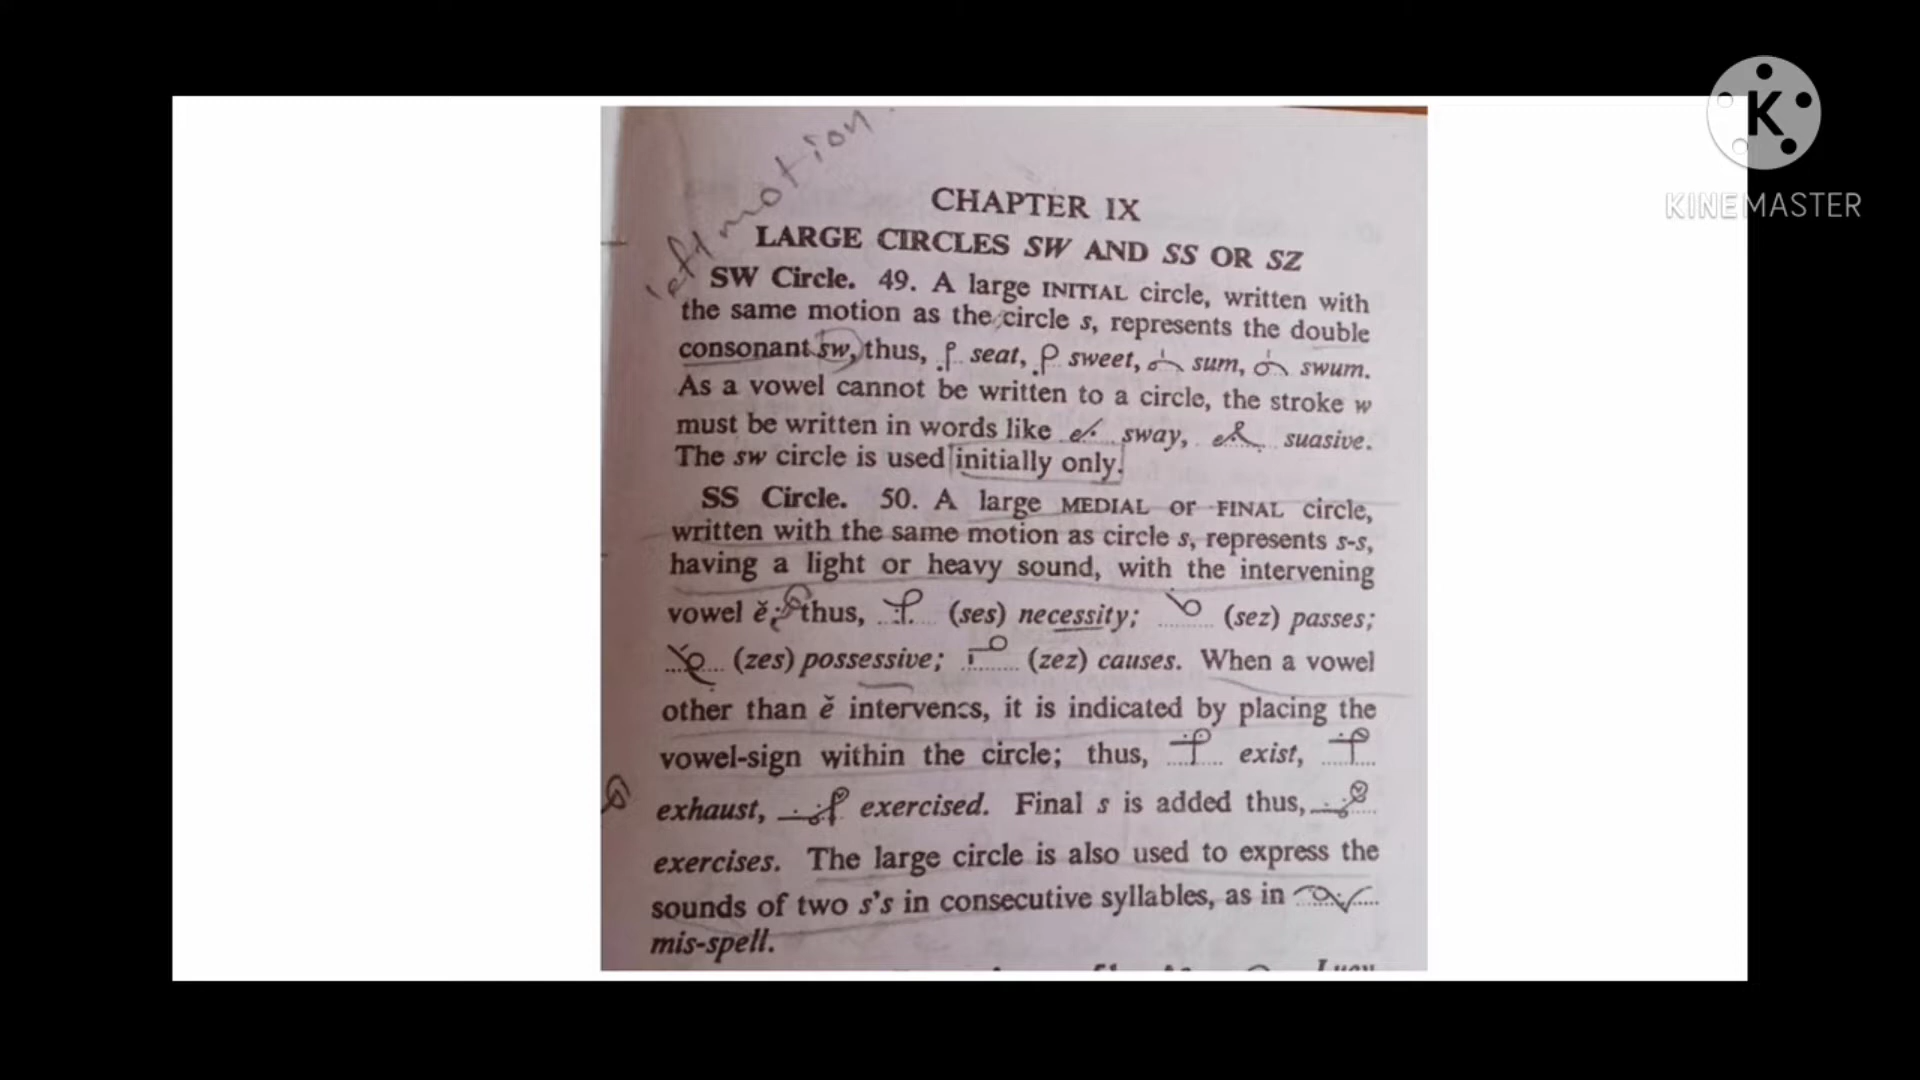 K
KINEMASTER
left motion.
CHAPTER IX
LARGE CIRCLES SW AND SS OR SZ
SW Circle. 49. A large INITIAL circle, written with
the same motion as the circle s, represents the double
consonant sw, thus, seat, sweet, sum, swum.
As a vowel cannot be written to a circle, the stroke w
must be written in words like sway, suasive.
The sw circle is used initially only.
SS Circle. 50. A large MEDIAL or FINAL circle,
written with the same motion as circle s, represents s-s,
having a light or heavy sound, with the intervening
vowel ĕ; thus, (ses) necessity; (sez) passes;
(zes) possessive; (zez) causes. When a vowel
other than ĕ intervenes, it is indicated by placing the
vowel-sign within the circle; thus, exist,
exhaust, exercised. Final s is added thus,
exercises. The large circle is also used to express the
sounds of two s's in consecutive syllables, as in
mis-spell.